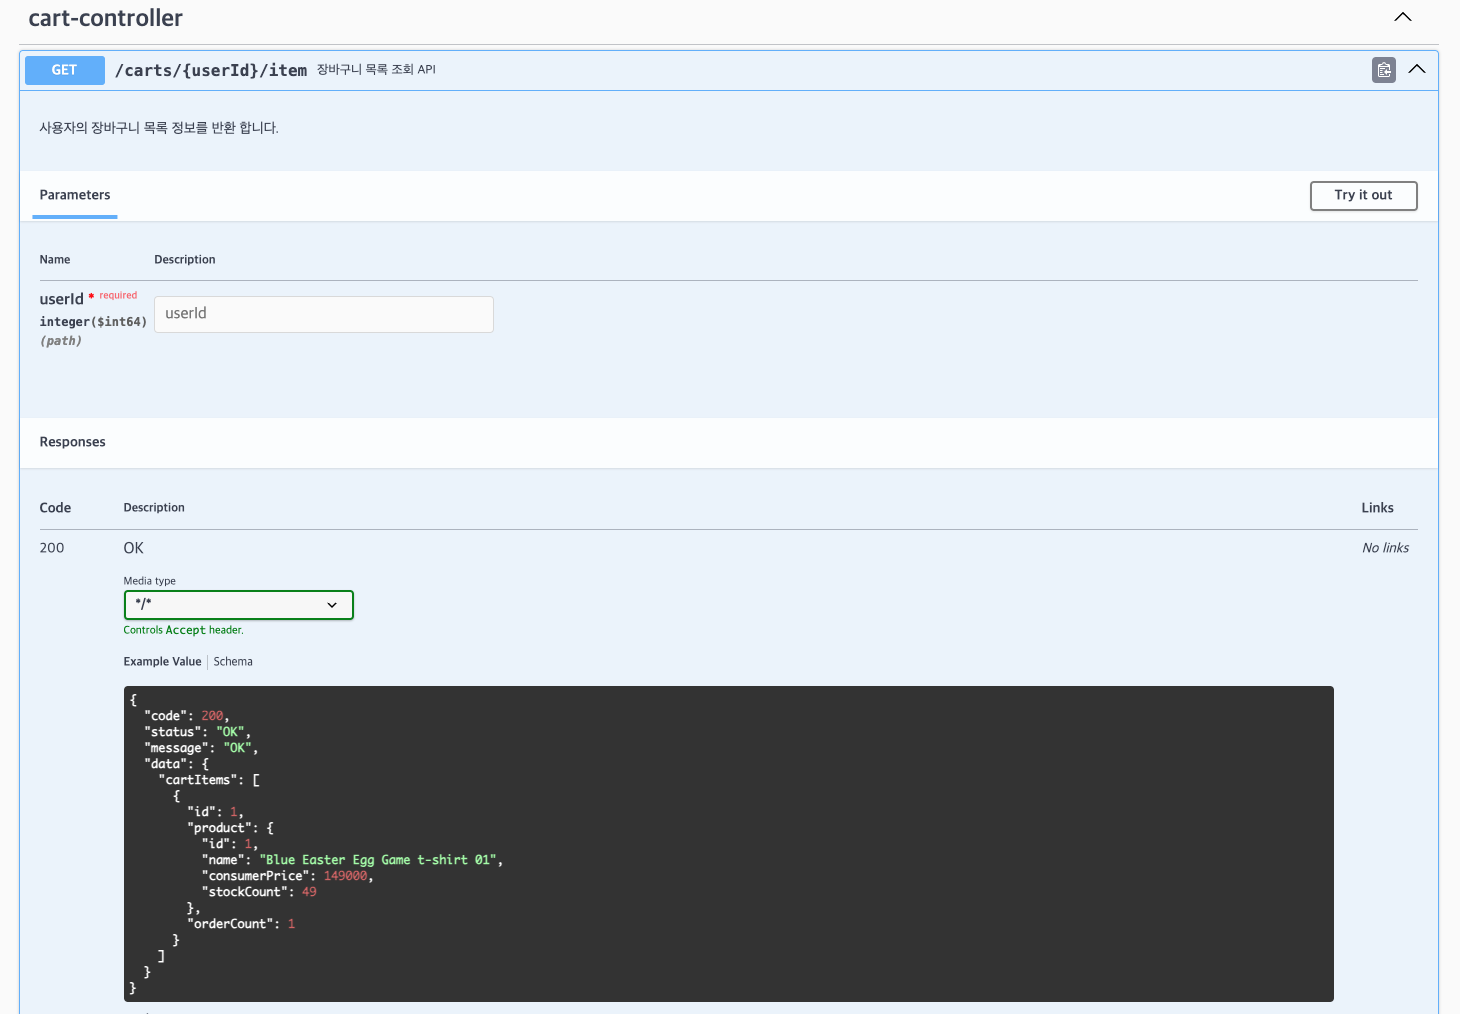 cart-controller
GET /carts/{userId}/item 장바구니 목록 조회 API
사용자의 장바구니 목록 정보를 반환 합니다.
Parameters
Try it out
Name Description
userId * required
integer($int64)
(path)
userId
Responses
Code Description Links
200 OK No links
Media type
*/*
Controls Accept header.
Example Value Schema
{
  "code": 200,
  "status": "OK",
  "message": "OK",
  "data": {
    "cartItems": [
      {
        "id": 1,
        "product": {
          "id": 1,
          "name": "Blue Easter Egg Game t-shirt 01",
          "consumerPrice": 149000,
          "stockCount": 49
        },
        "orderCount": 1
      }
    ]
  }
}